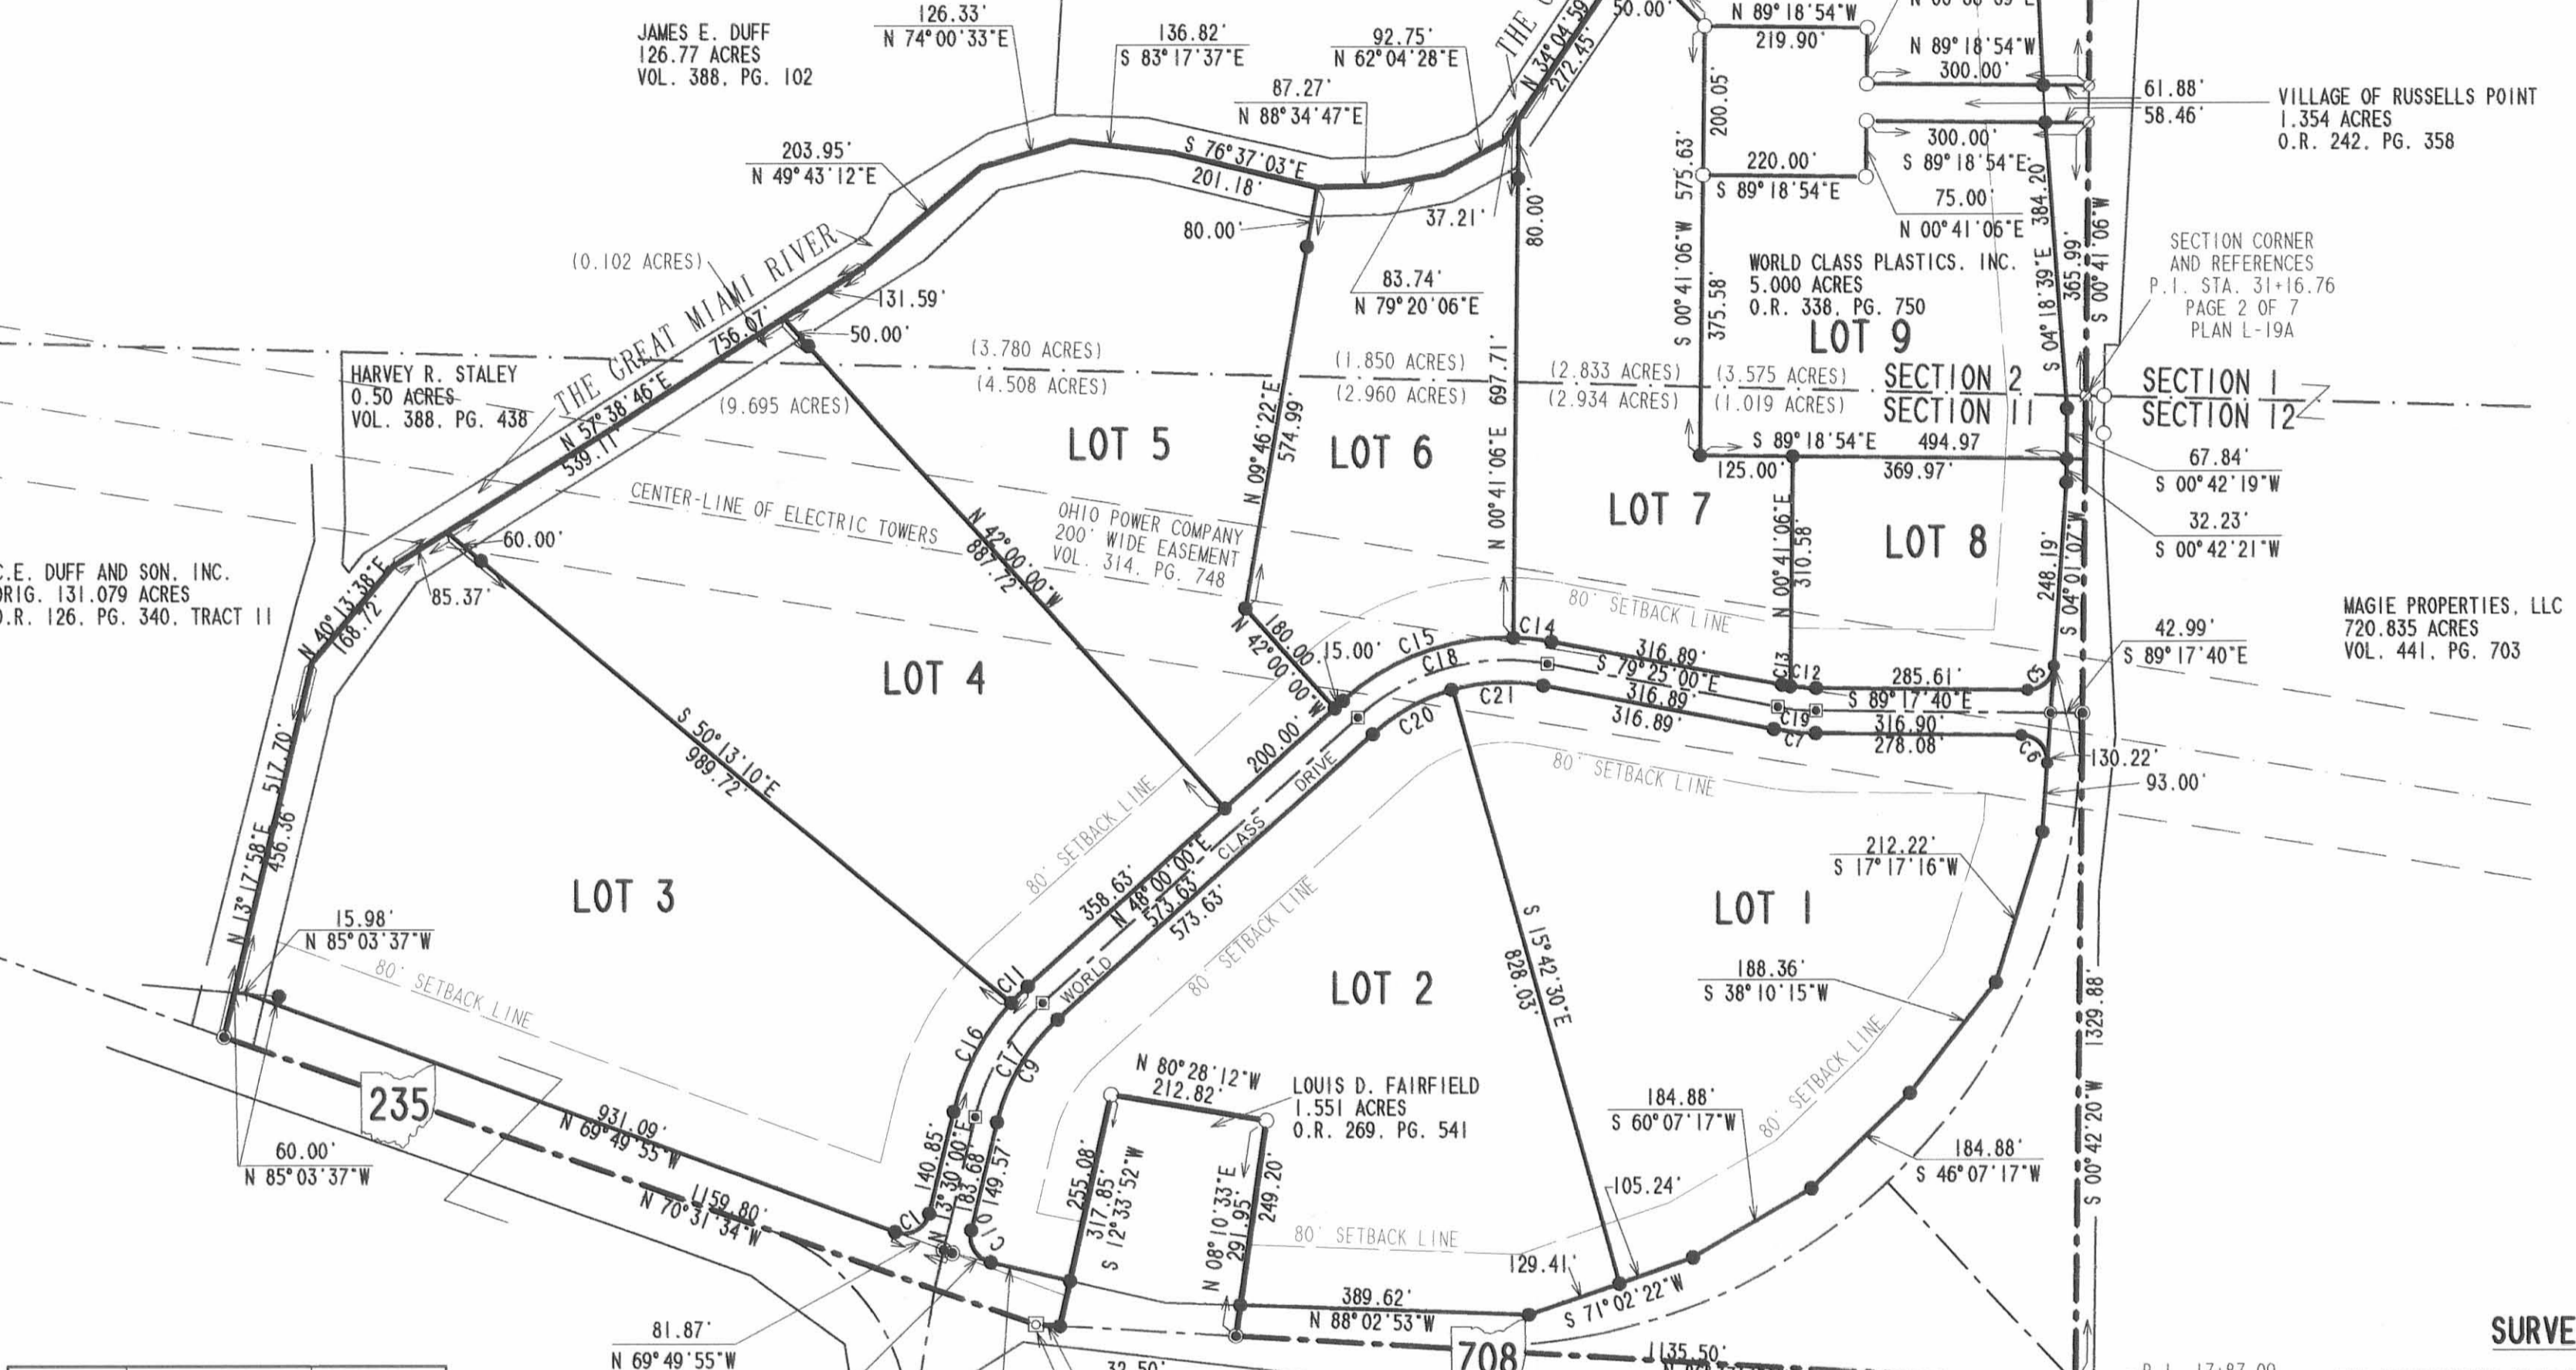 JAMES E. DUFF
126.77 ACRES
VOL. 388, PG. 102
126.33'
N 74°00'33"E
136.82'
S 83°17'37"E
92.75'
N 62°04'28"E
87.27'
N 88°34'47"E
203.95'
N 49°43'12"E
S 76°37'03"E
201.18'
80.00'
37.21'
80.00'
83.74'
N 79°20'06"E
N 34°04'59
272.45'
50.00'
N 89°18'54"W
219.90'
N 89°18'54"W
300.00'
200.05'
S 00°41'06"W 575.63'
375.58'
220.00'
S 89°18'54"E
300.00'
S 89°18'54"E
75.00'
N 00°41'06"E
61.88'
58.46'
VILLAGE OF RUSSELLS POINT
1.354 ACRES
O.R. 242, PG. 358
S 04°18'39"E 384.20'
365.99'
S 00°41'06"W
SECTION CORNER
AND REFERENCES
P.I. STA. 31+16.76
PAGE 2 OF 7
PLAN L-19A
WORLD CLASS PLASTICS, INC.
5.000 ACRES
O.R. 338, PG. 750
LOT 9
(0.102 ACRES)
THE GREAT MIAMI RIVER
131.59'
50.00'
756.07'
N 57°38'46"E
539.11'
HARVEY R. STALEY
0.50 ACRES
VOL. 388, PG. 438
(9.695 ACRES)
(3.780 ACRES)
(4.508 ACRES)
(1.850 ACRES)
(2.960 ACRES)
(2.833 ACRES)
(2.934 ACRES)
(3.575 ACRES)
(1.019 ACRES)
SECTION 2
SECTION 11
SECTION 1
SECTION 12
N 09°46'22"E
574.99'
N 00°41'06"E 697.71'
LOT 5
LOT 6
LOT 7
LOT 8
S 89°18'54"E 494.97
125.00'
369.97'
67.84'
S 00°42'19"W
32.23'
S 00°42'21"W
N 00°41'06"E
310.58'
248.19'
S 04°01'07"W
CENTER-LINE OF ELECTRIC TOWERS
OHIO POWER COMPANY
200' WIDE EASEMENT
VOL. 314, PG. 748
N 42°00'00"W
887.72'
60.00'
85.37'
C.E. DUFF AND SON, INC.
ORIG. 131.079 ACRES
O.R. 126, PG. 340, TRACT II
N 40°13'38"E
168.72'
MAGIE PROPERTIES, LLC
720.835 ACRES
VOL. 441, PG. 703
42.99'
S 89°17'40"E
80' SETBACK LINE
180.00'
N 42°00'00"W
15.00'
C15
C14
C18
316.89'
S 79°25'00"E
316.89'
316.89'
C13
C12
285.61'
S 89°17'40"E
316.90'
278.08'
C5
C19
C7
C6
C20
C21
130.22'
93.00'
LOT 4
S 50°13'10"E
989.72'
200.00'
80' SETBACK LINE
80' SETBACK LINE
358.63'
N 48°00'00"E
573.63'
573.63'
WORLD CLASS DRIVE
80' SETBACK LINE
517.70'
N 13°17'58"E
456.36'
LOT 3
15.98'
N 85°03'37"W
80' SETBACK LINE
C11
C16
C17
C9
LOT 2
LOT 1
S 15°42'30"E
828.03'
212.22'
S 17°17'16"W
188.36'
S 38°10'15"W
184.88'
S 60°07'17"W
184.88'
S 46°07'17"W
80' SETBACK LINE
1329.88'
S 00°42'20"W
N 80°28'12"W
212.82'
LOUIS D. FAIRFIELD
1.551 ACRES
O.R. 269, PG. 541
235
931.09'
N 69°49'55"W
1159.80'
N 70°31'34"W
60.00'
N 85°03'37"W
140.85'
N 13°30'00"E
183.68'
149.57'
C1
C10
255.08'
317.85'
S 12°33'52"W
N 08°10'33"E
291.95'
249.20'
80' SETBACK LINE
105.24'
129.41'
S 71°02'22"W
389.62'
N 88°02'53"W
81.87'
N 69°49'55"W
32.50'
708
1135.50'
SURVE